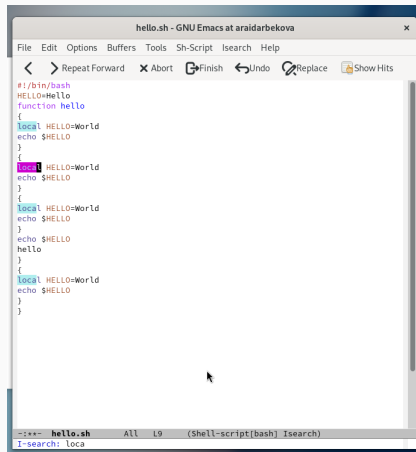 hello.sh - GNU Emacs at araidarbekova
File Edit Options Buffers Tools Sh-Script Isearch Help
Repeat Forward Abort Finish Undo Replace Show Hits
#!/bin/bash
HELLO=Hello
function hello
{
local HELLO=World
echo $HELLO
}
{
local HELLO=World
echo $HELLO
}
{
local HELLO=World
echo $HELLO
}
echo $HELLO
hello
}
{
local HELLO=World
echo $HELLO
}
}
-:**- hello.sh All L9 (Shell-script[bash] Isearch)
I-search: loca